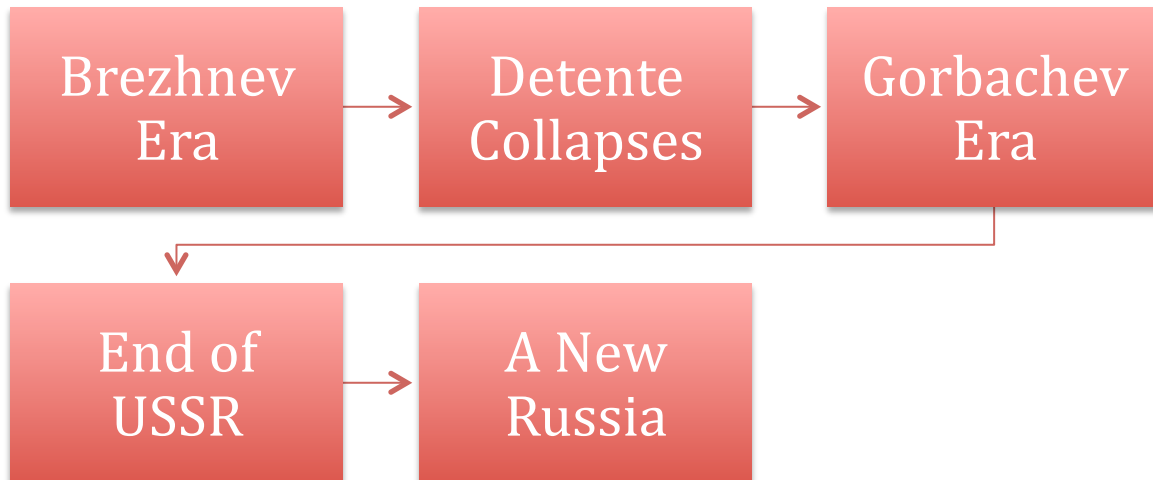 Brezhnev
Era
Detente
Collapses
Gorbachev
Era
End of
USSR
A New
Russia